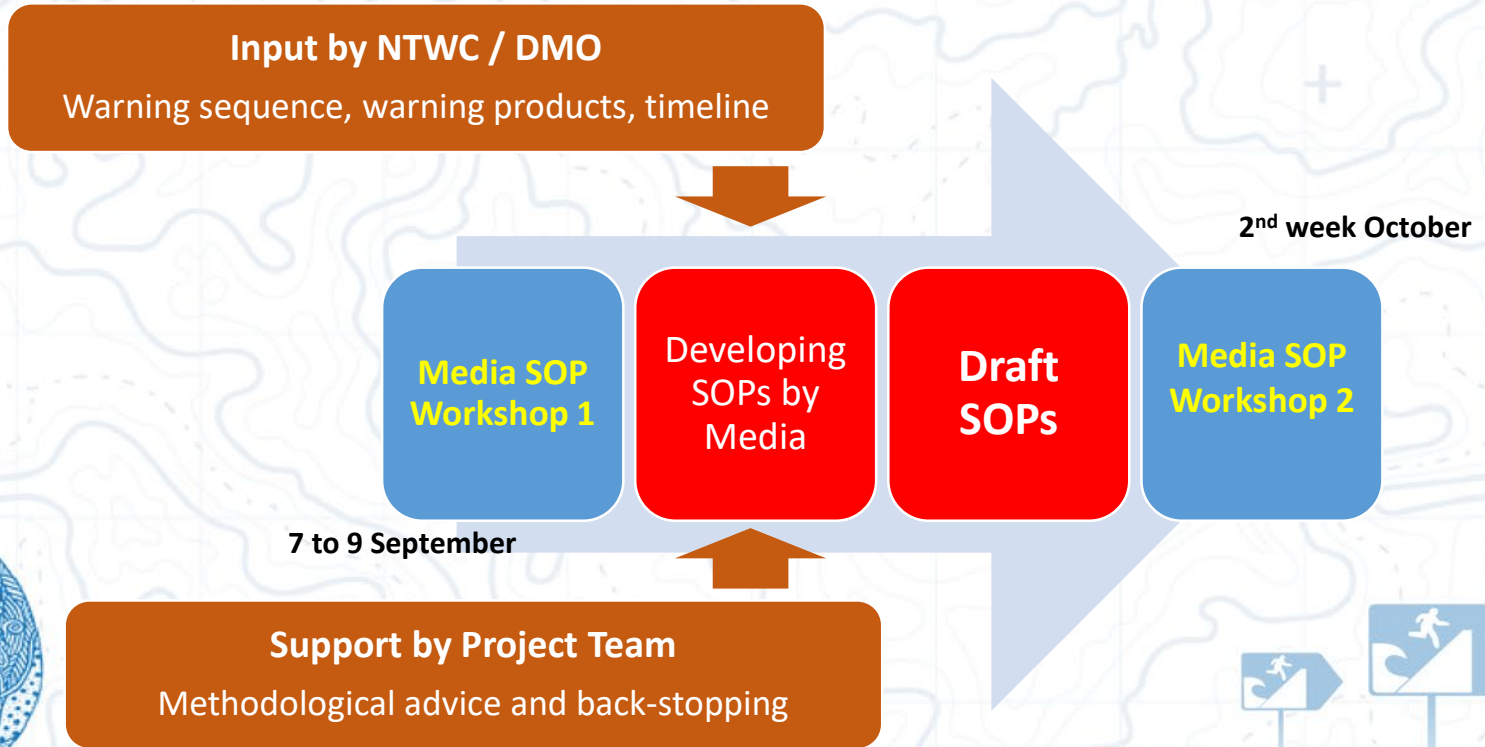 Input by NTWC / DMO
Warning sequence, warning products, timeline
2nd week October
Media SOP
Workshop 1
Developing
SOPs by
Media
Draft
SOPs
Media SOP
Workshop 2
7 to 9 September
Support by Project Team
Methodological advice and back-stopping